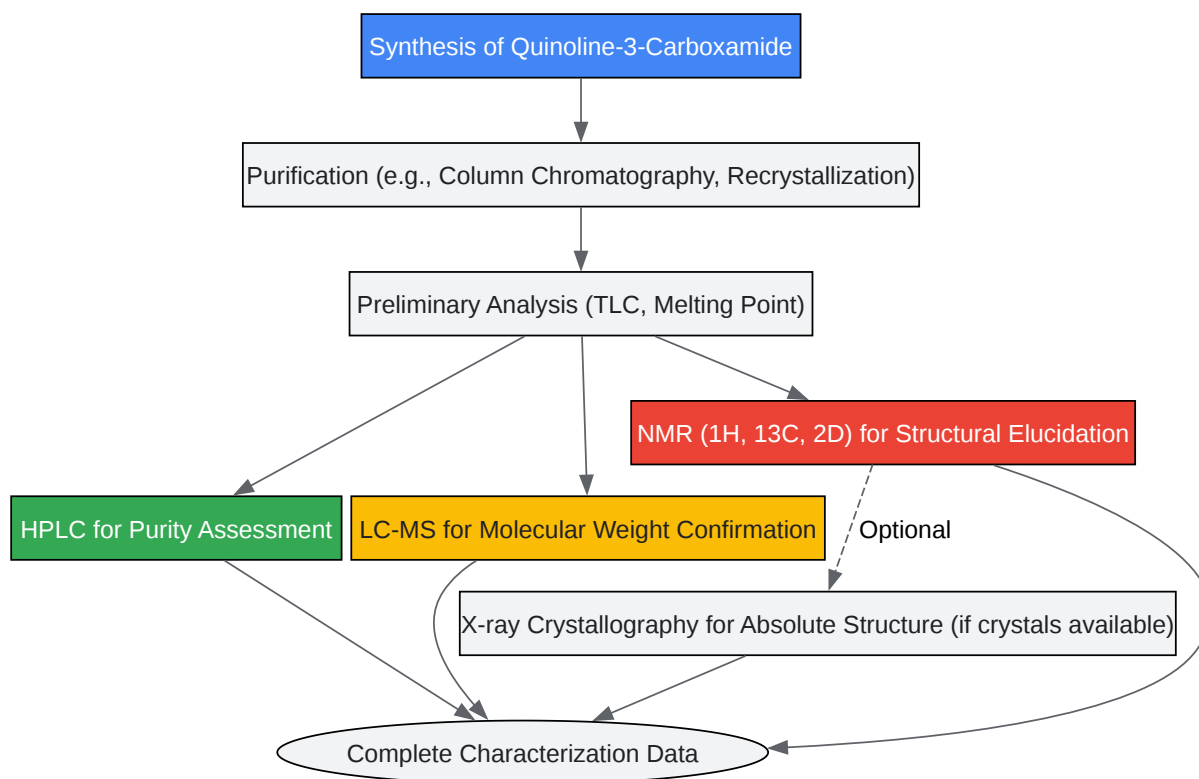 Synthesis of Quinoline-3-Carboxamide
Purification (e.g., Column Chromatography, Recrystallization)
Preliminary Analysis (TLC, Melting Point)
NMR (1H, 13C, 2D) for Structural Elucidation
HPLC for Purity Assessment
LC-MS for Molecular Weight Confirmation
Optional
X-ray Crystallography for Absolute Structure (if crystals available)
Complete Characterization Data